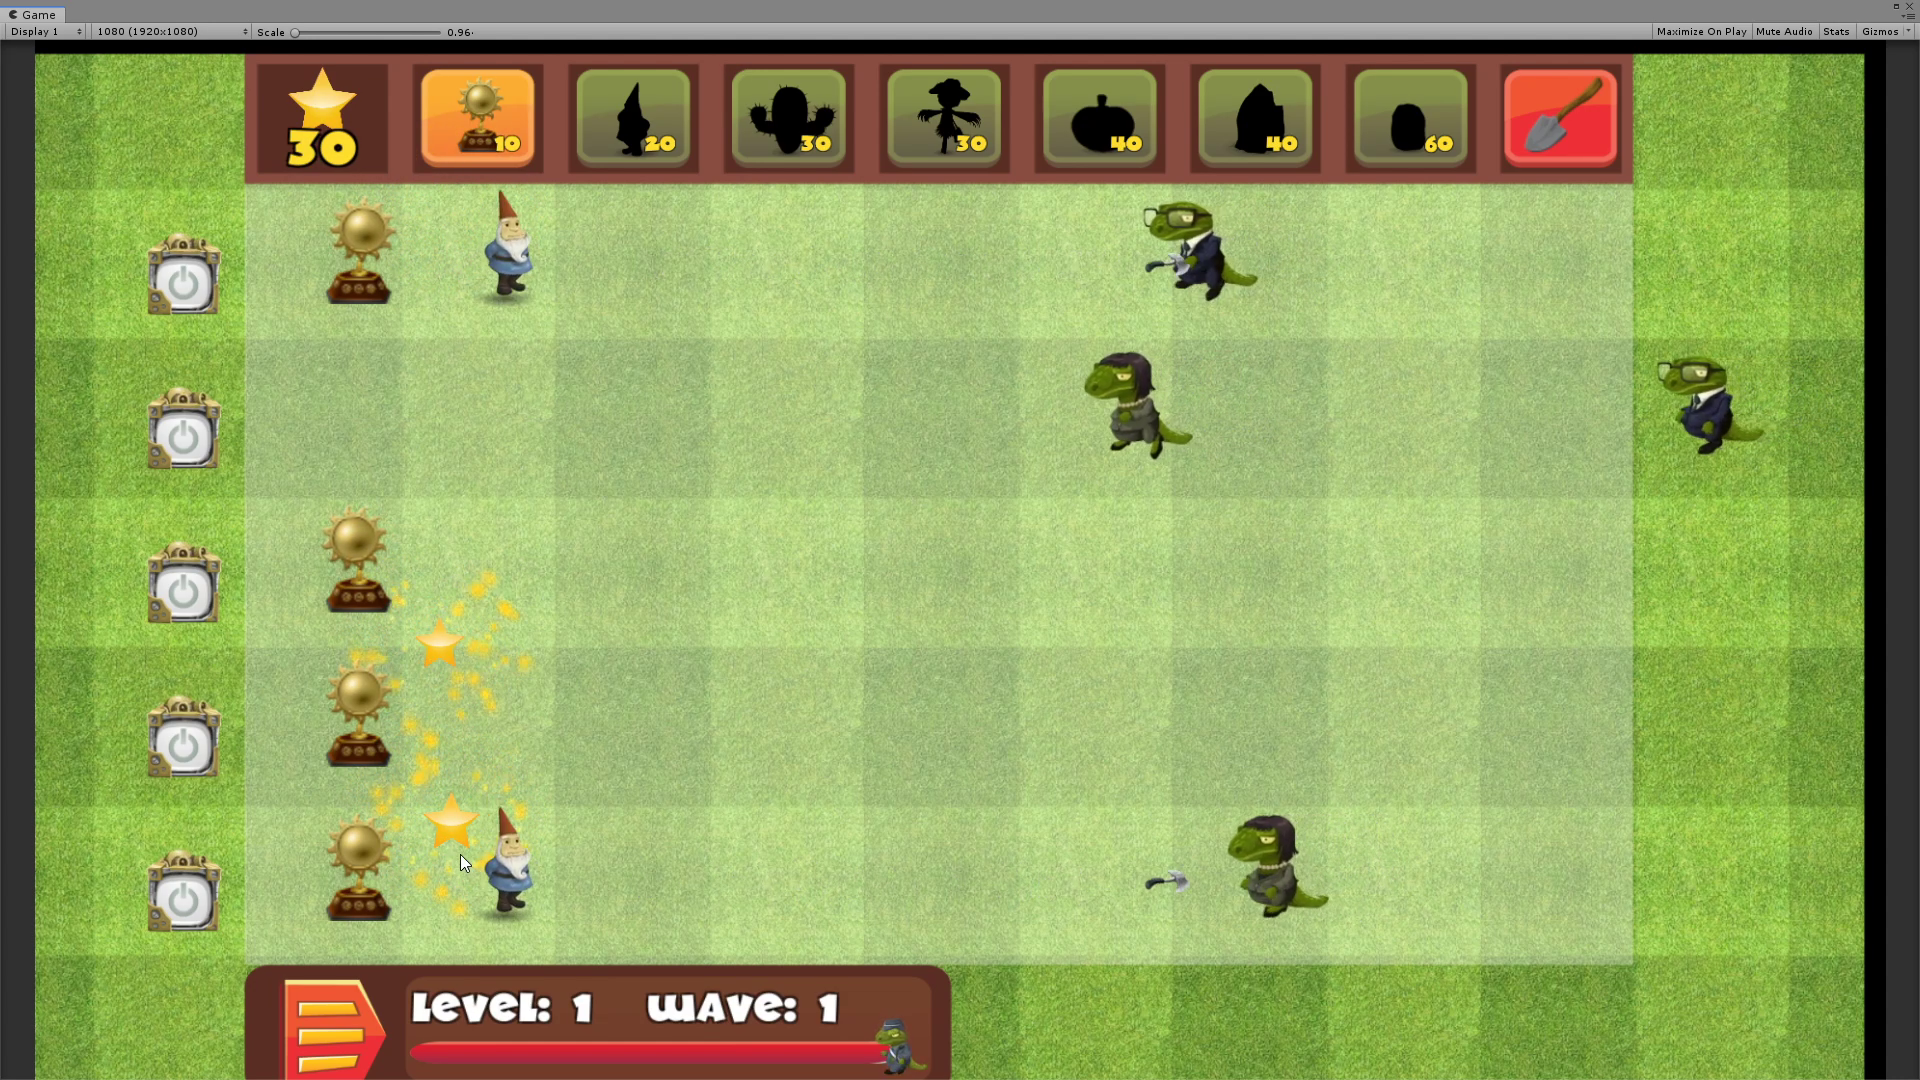 Game
Display 1 1080 (1920x1080) Scale 0.96 Maximize On Play Mute Audio Stats Gizmos
30 10 20 30 30 40 40 60
Level: 1 Wave: 1